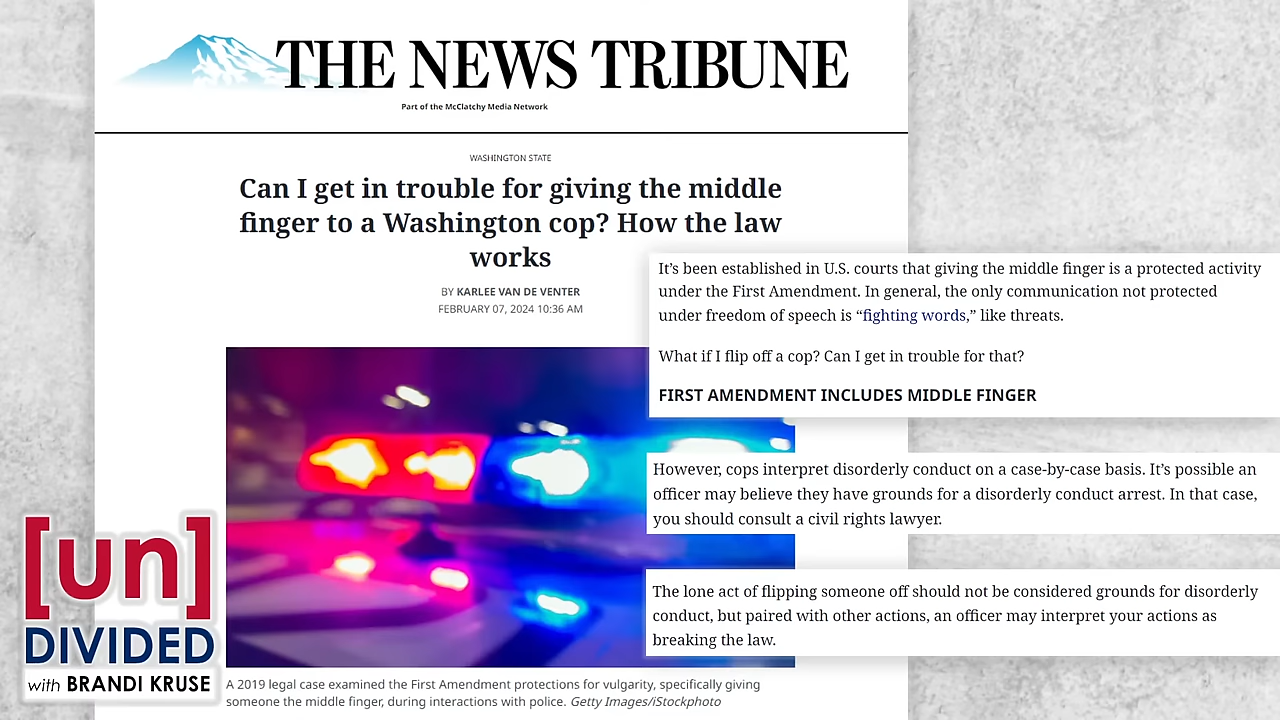 THE NEWS TRIBUNE
Part of the McClatchy Media Network
WASHINGTON STATE
Can I get in trouble for giving the middle
finger to a Washington cop? How the law
works
BY KARLEE VAN DE VENTER
FEBRUARY 07, 2024 10:36 AM
It’s been established in U.S. courts that giving the middle finger is a protected activity
under the First Amendment. In general, the only communication not protected
under freedom of speech is “fighting words,” like threats.
What if I flip off a cop? Can I get in trouble for that?
FIRST AMENDMENT INCLUDES MIDDLE FINGER
However, cops interpret disorderly conduct on a case-by-case basis. It’s possible an
officer may believe they have grounds for a disorderly conduct arrest. In that case,
you should consult a civil rights lawyer.
The lone act of flipping someone off should not be considered grounds for disorderly
conduct, but paired with other actions, an officer may interpret your actions as
breaking the law.
A 2019 legal case examined the First Amendment protections for vulgarity, specifically giving
someone the middle finger, during interactions with police. Getty Images/iStockphoto
[un]
DIVIDED
with BRANDI KRUSE